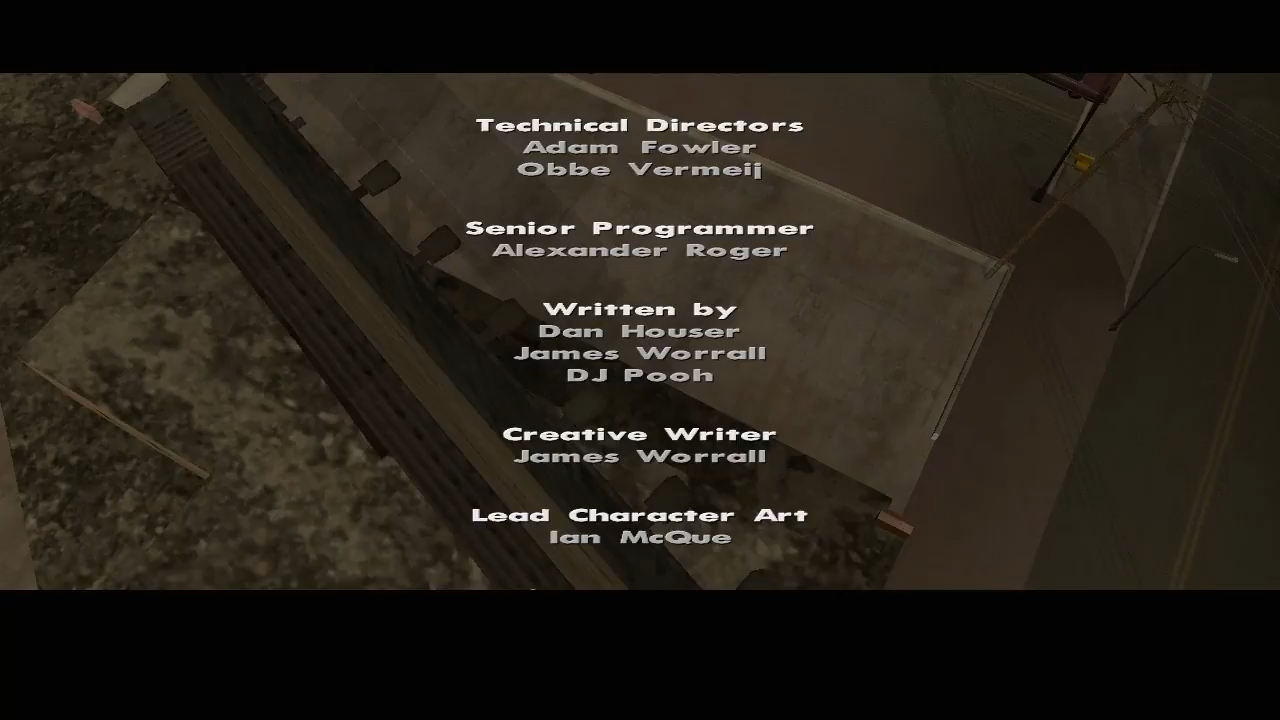 Technical Directors
Adam Fowler
Obbe Vermeij
Senior Programmer
Alexander Roger
Written by
Dan Houser
James Worrall
DJ Pooh
Creative Writer
James Worrall
Lead Character Art
Ian McQue